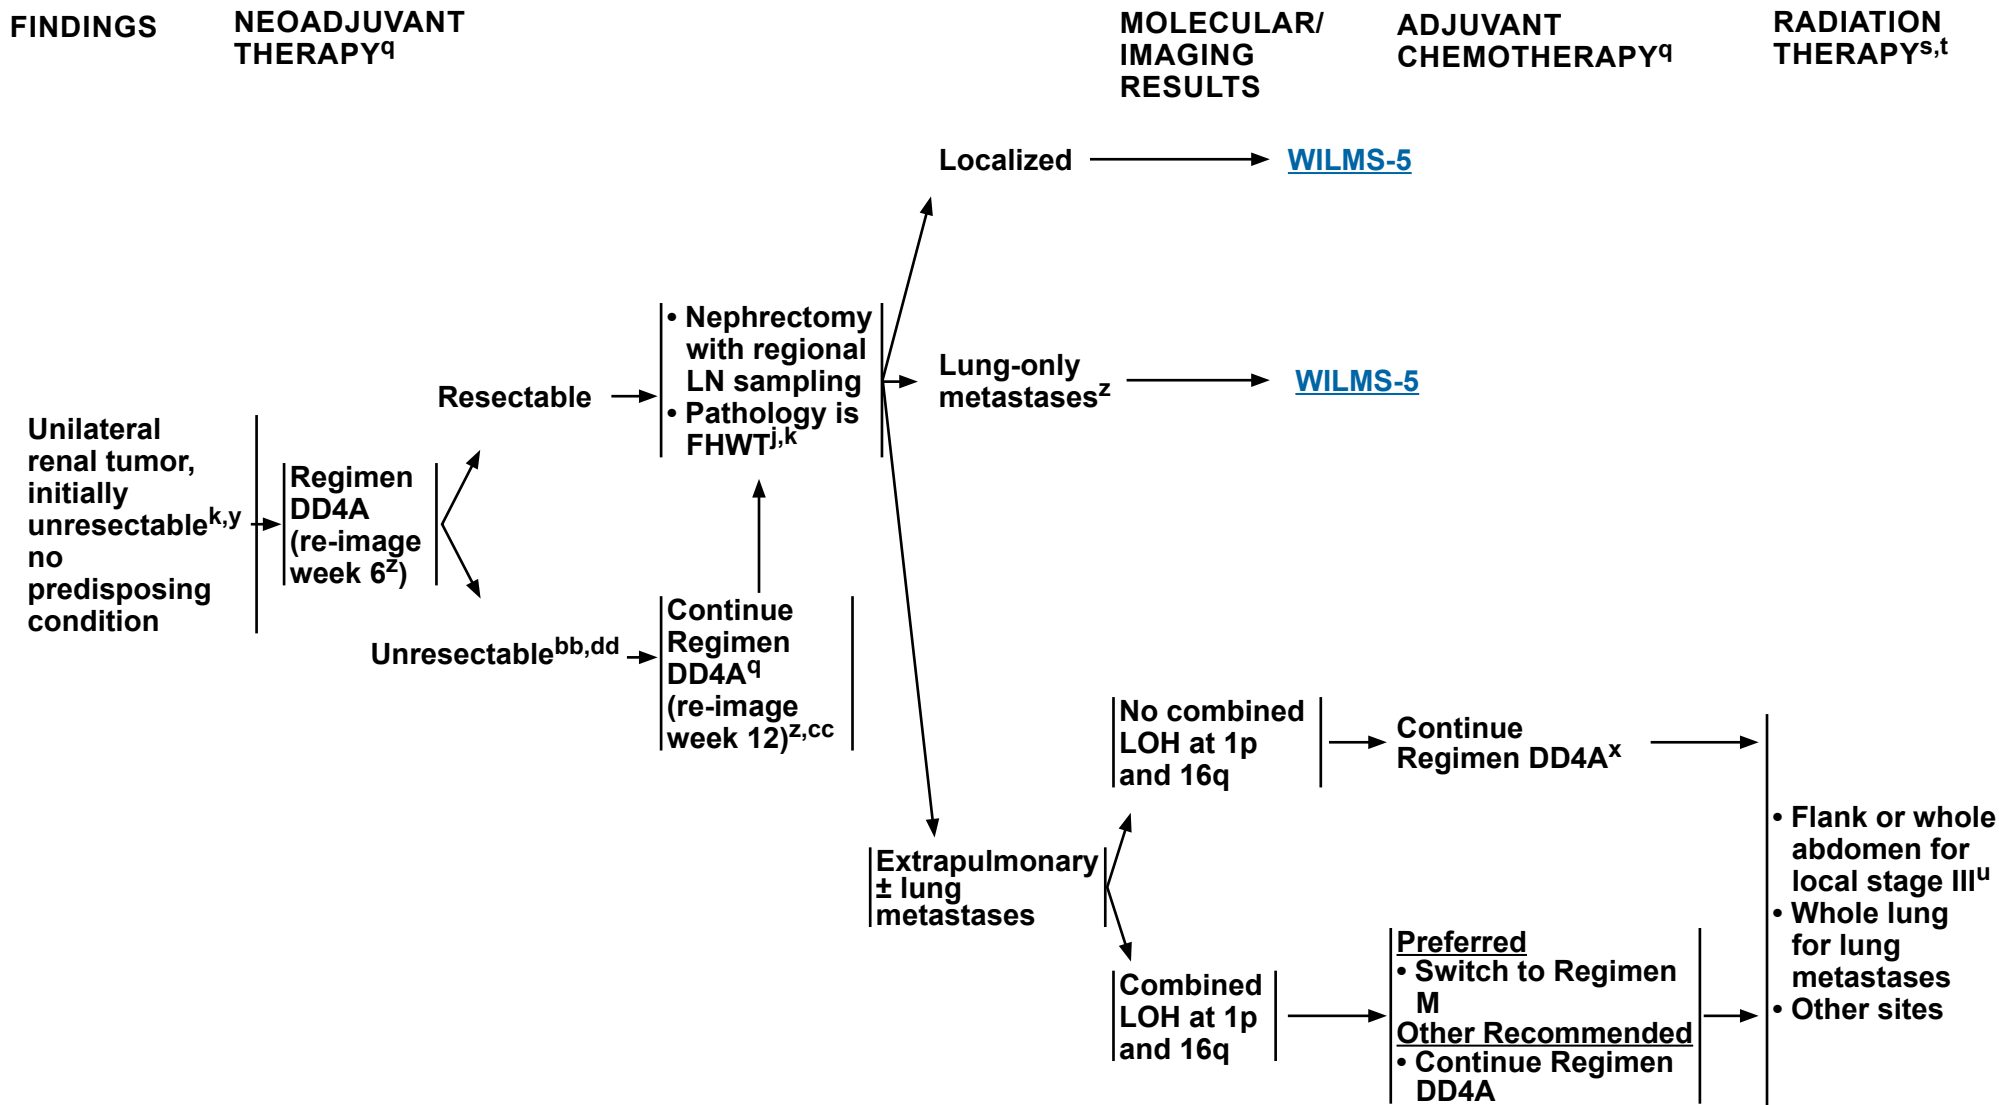 FINDINGS
NEOADJUVANT
THERAPYq
MOLECULAR/
IMAGING
RESULTS
ADJUVANT
CHEMOTHERAPYq
RADIATION
THERAPYs,t
Unilateral
renal tumor,
initially
unresectablek,y
no
predisposing
condition
Regimen
DD4A
(re-image
week 6z)
Resectable
Unresectablebb,dd
• Nephrectomy
with regional
LN sampling
• Pathology is
FHWTj,k
Continue
Regimen
DD4Aq
(re-image
week 12)z,cc
Localized
WILMS-5
Lung-only
metastasesz
WILMS-5
Extrapulmonary
± lung
metastases
No combined
LOH at 1p
and 16q
Continue
Regimen DD4Ax
Combined
LOH at 1p
and 16q
Preferred
• Switch to Regimen
M
Other Recommended
• Continue Regimen
DD4A
• Flank or whole
abdomen for
local stage IIIu
• Whole lung
for lung
metastases
• Other sites